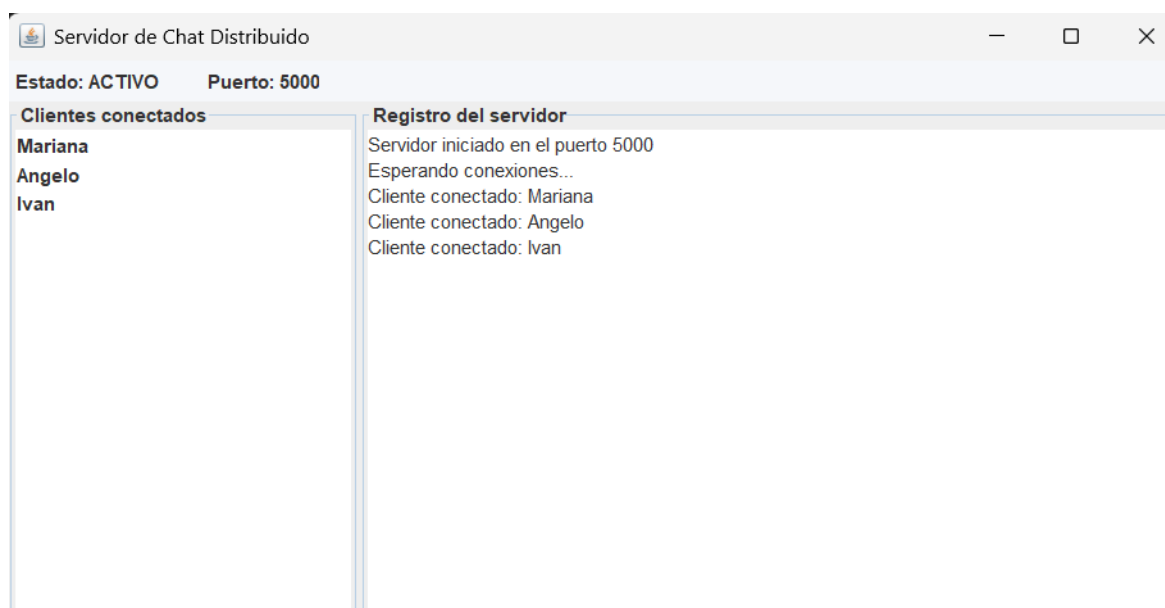 Servidor de Chat Distribuido
Estado: ACTIVO Puerto: 5000
Clientes conectados
Mariana
Angelo
Ivan
Registro del servidor
Servidor iniciado en el puerto 5000
Esperando conexiones...
Cliente conectado: Mariana
Cliente conectado: Angelo
Cliente conectado: Ivan